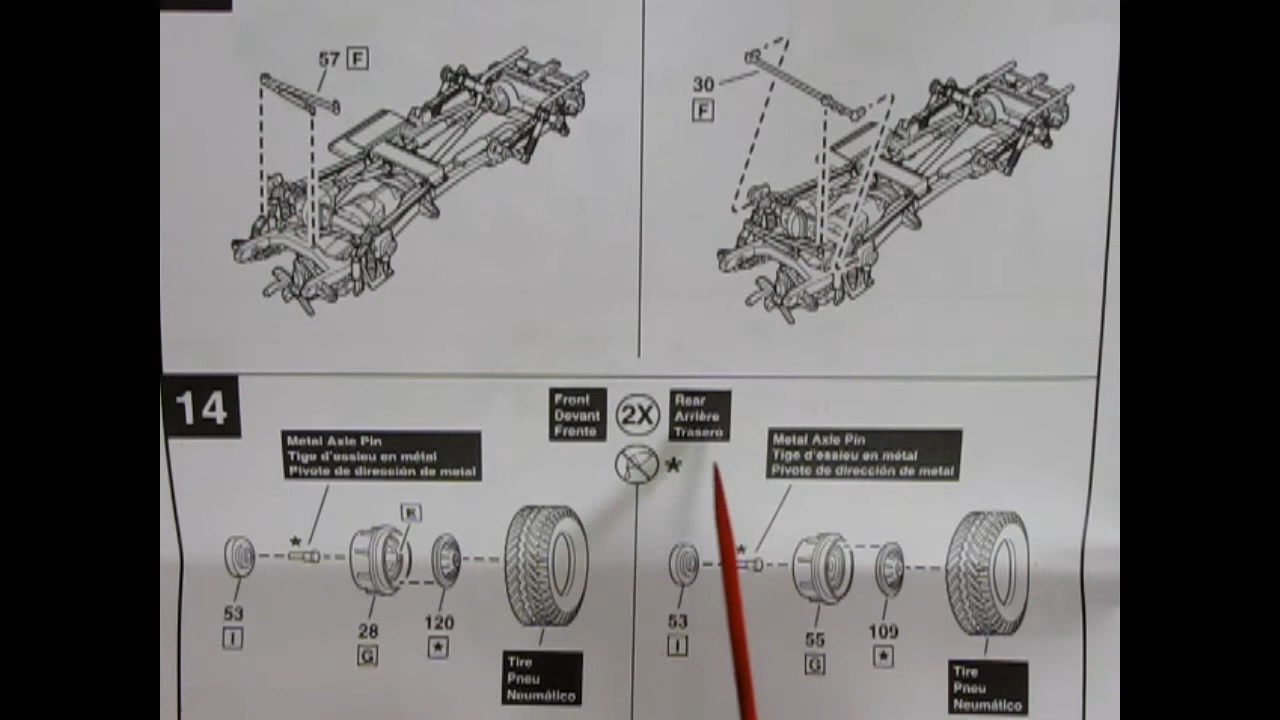 57 F
30
F
14
Front
Devant
Frente
2X
Rear
Arrière
Trasero
*
Metal Axle Pin
Tige d'essieu en métal
Pivote de dirección de metal
Metal Axle Pin
Tige d'essieu en métal
Pivote de dirección de metal
*
53
I
28
G
120
*
Tire
Pneu
Neumático
*
53
I
55
G
109
*
Tire
Pneu
Neumático